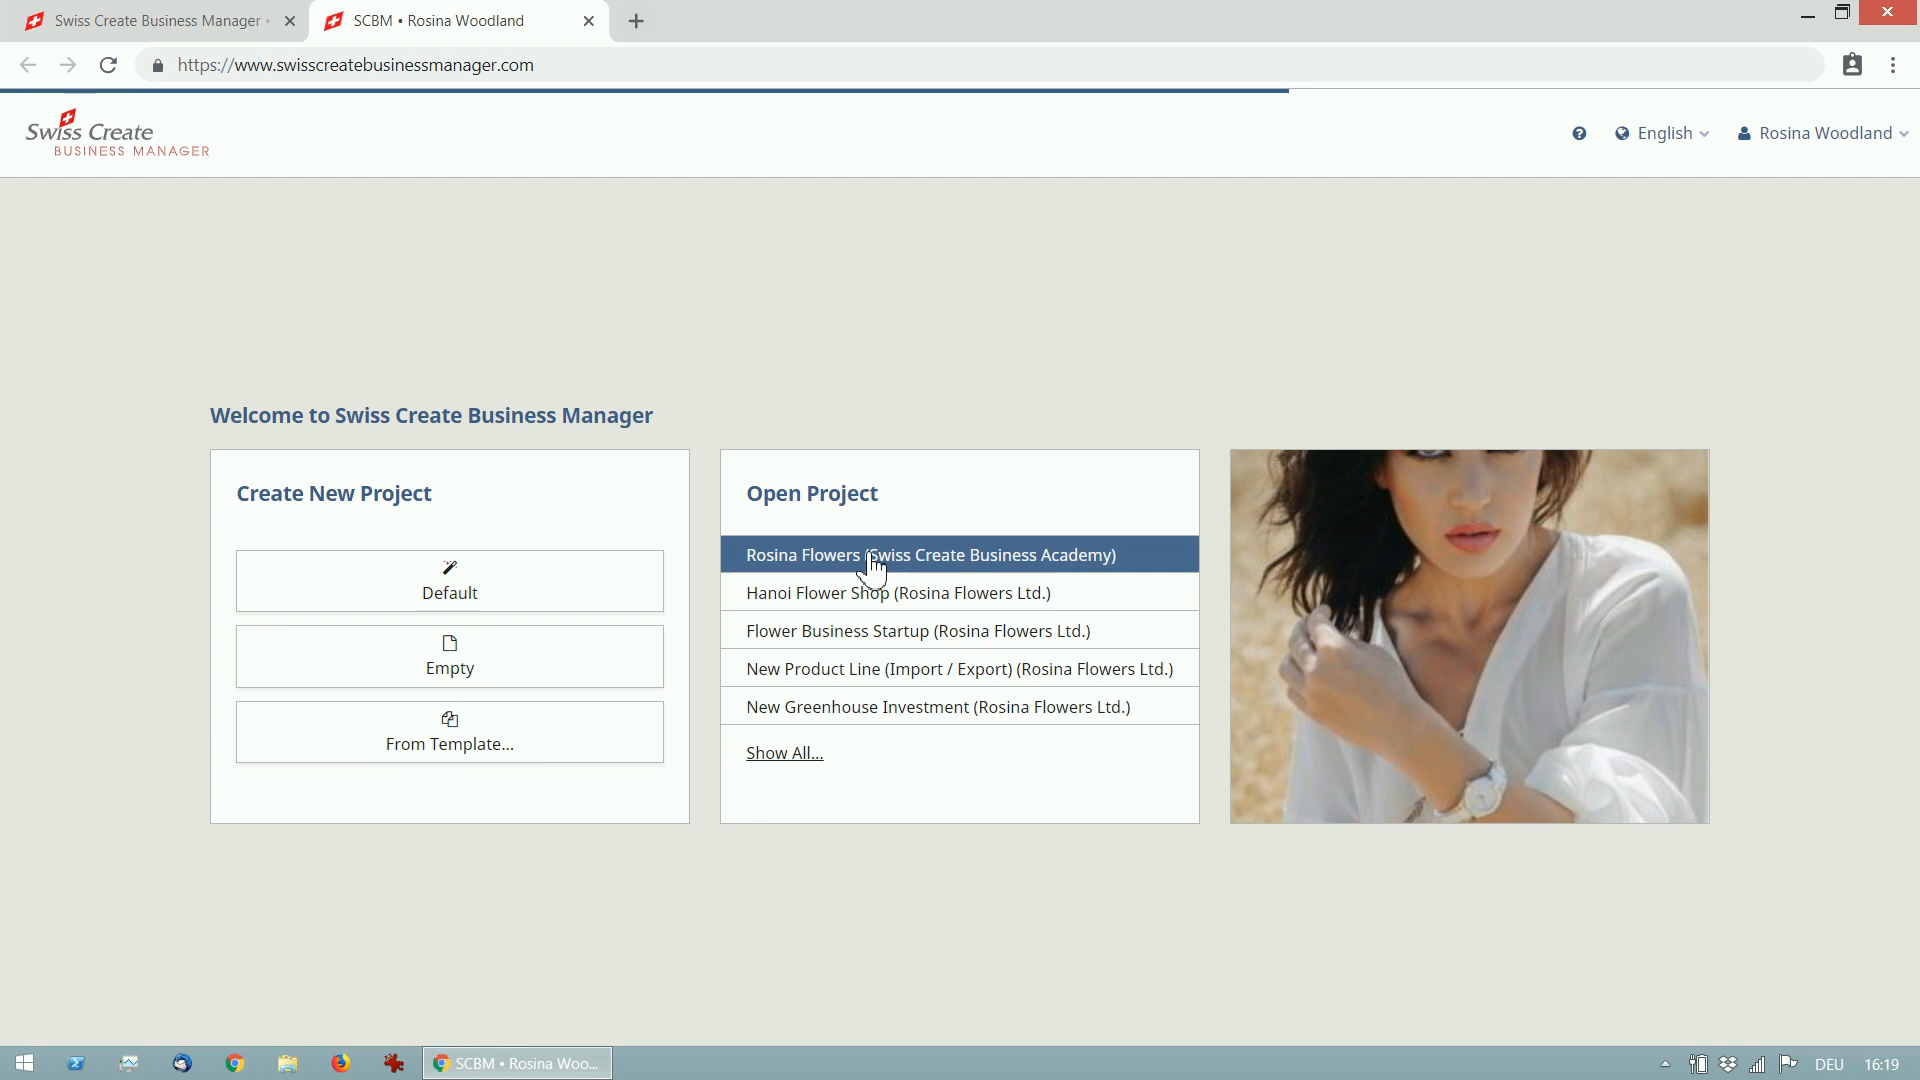 Swiss Create Business Manager
SCBM • Rosina Woodland
https://www.swisscreatebusinessmanager.com
Swiss Create
BUSINESS MANAGER
English
Rosina Woodland
Welcome to Swiss Create Business Manager
Create New Project
Default
Empty
From Template...
Open Project
Rosina Flowers (Swiss Create Business Academy)
Hanoi Flower Shop (Rosina Flowers Ltd.)
Flower Business Startup (Rosina Flowers Ltd.)
New Product Line (Import / Export) (Rosina Flowers Ltd.)
New Greenhouse Investment (Rosina Flowers Ltd.)
Show All...
SCBM • Rosina Woo...
DEU
16:19